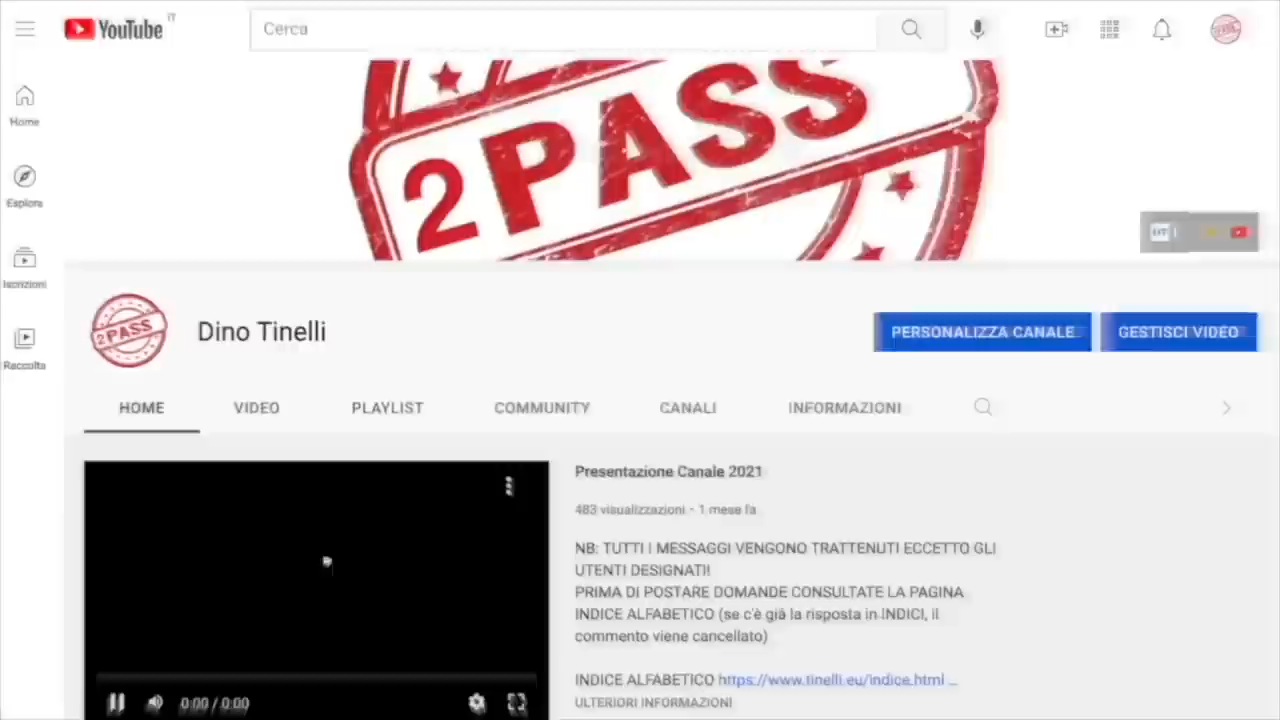 YouTube IT
Cerca
Home
Esplora
Iscrizioni
Raccolta
2PASS
2PASS
Dino Tinelli
PERSONALIZZA CANALE
GESTISCI VIDEO
HOME VIDEO PLAYLIST COMMUNITY CANALI INFORMAZIONI
Presentazione Canale 2021
483 visualizzazioni • 1 mese fa
NB: TUTTI I MESSAGGI VENGONO TRATTENUTI ECCETTO GLI
UTENTI DESIGNATI!
PRIMA DI POSTARE DOMANDE CONSULTATE LA PAGINA
INDICE ALFABETICO (se c'è già la risposta in INDICI, il
commento viene cancellato)
INDICE ALFABETICO https://www.tinelli.eu/indice.html ...
ULTERIORI INFORMAZIONI
0:00 / 0:00